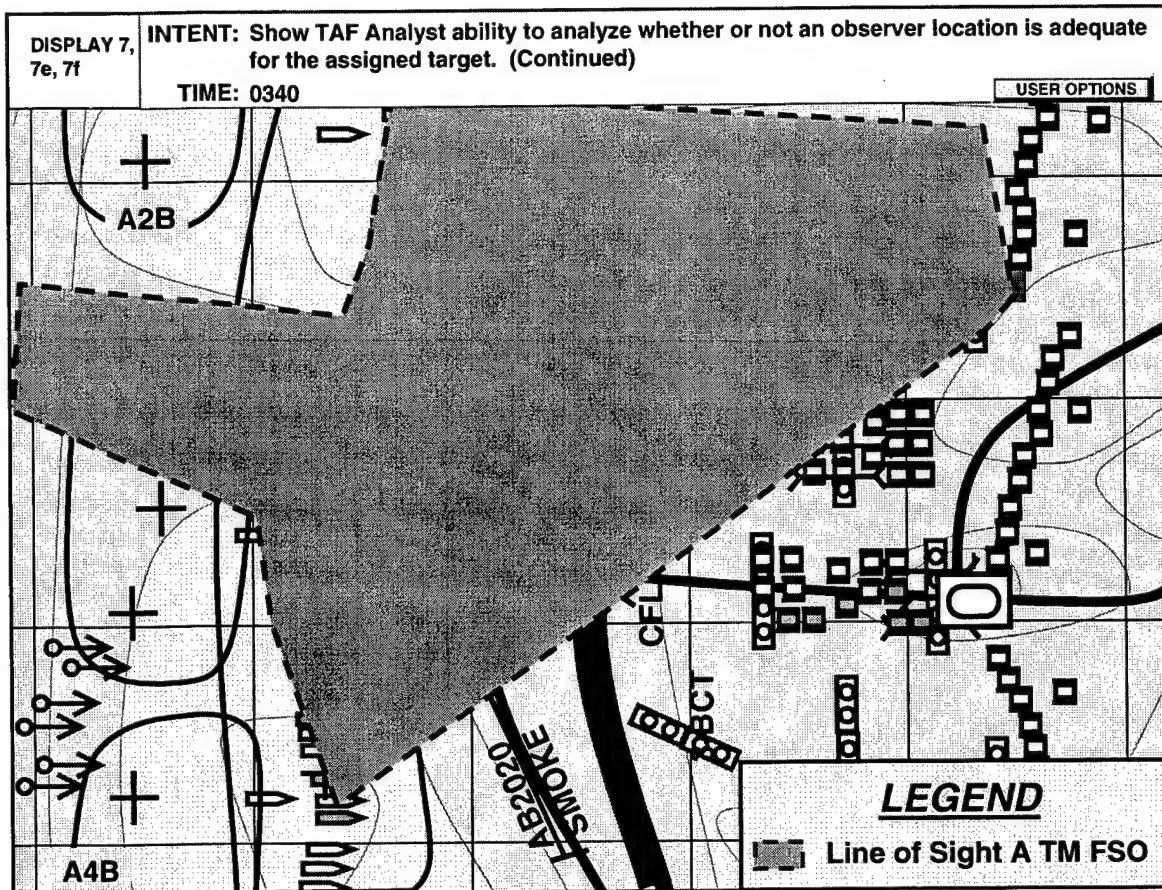 DISPLAY 7,
7e, 7f
INTENT: Show TAF Analyst ability to analyze whether or not an observer location is adequate
for the assigned target. (Continued)
TIME: 0340
USER OPTIONS
A2B
CFL
BCT
AB2020
SMOKE
A4B
LEGEND
Line of Sight A TM FSO